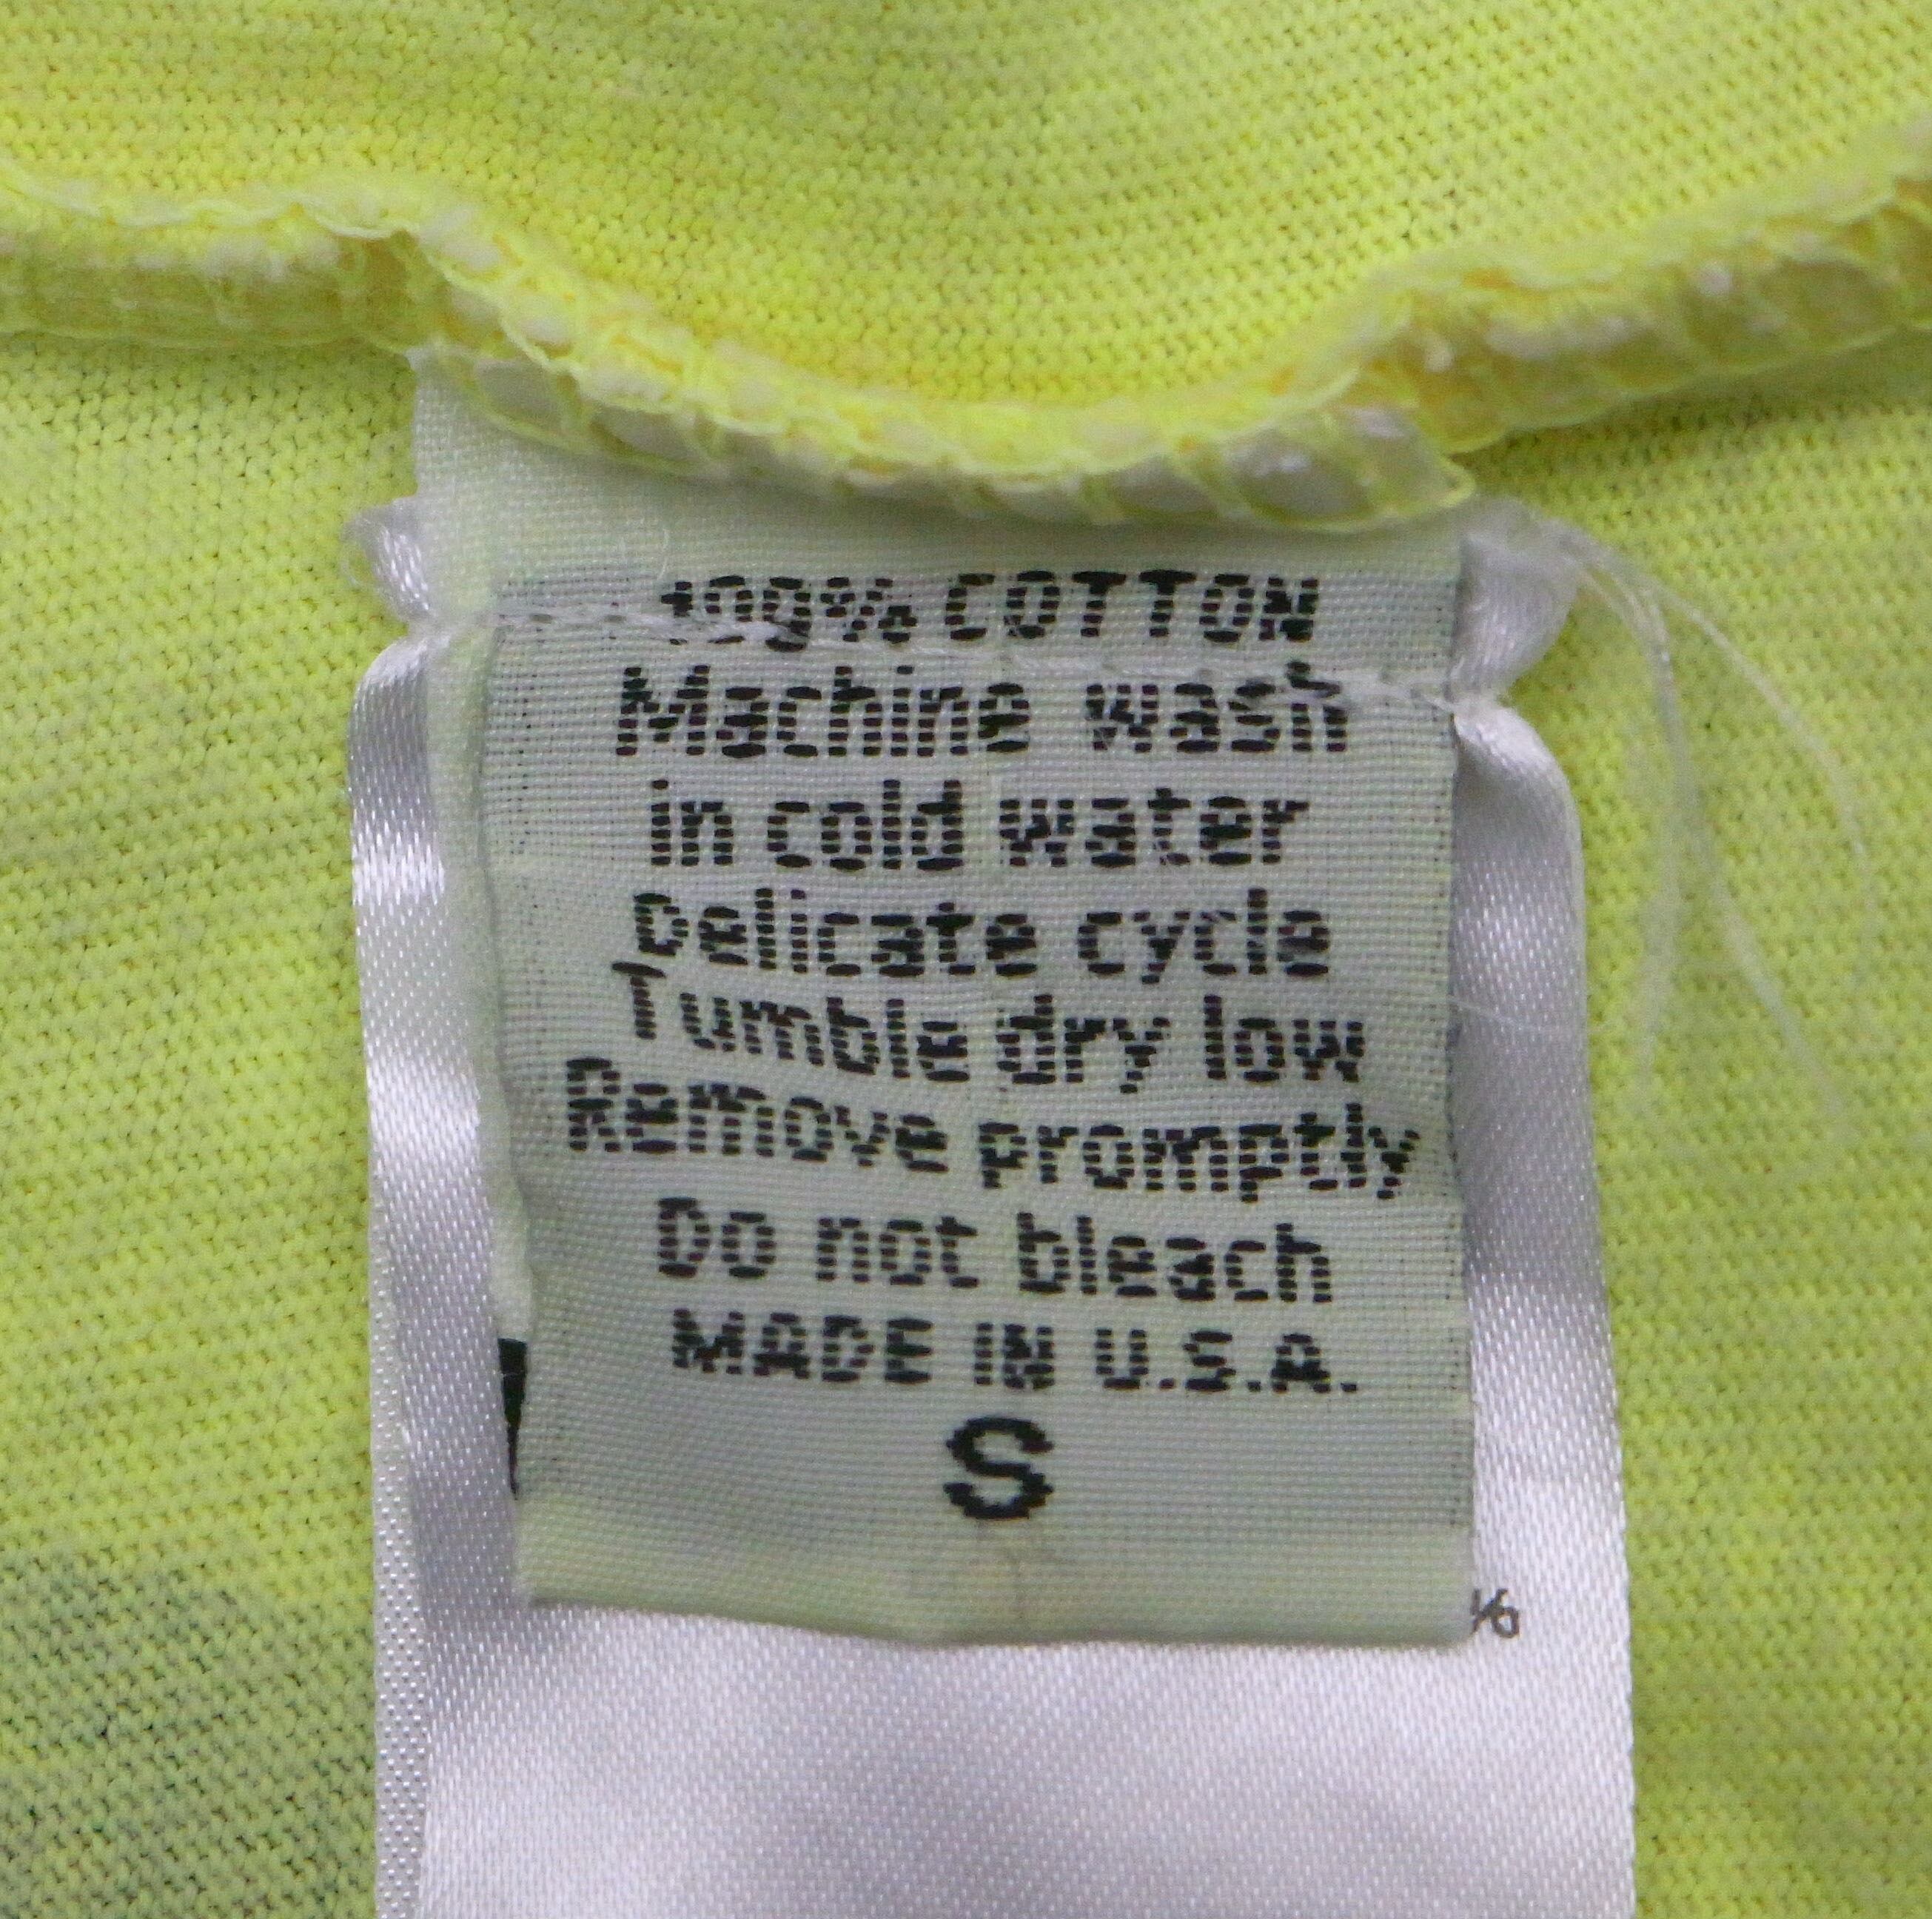 100% COTTON
Machine wash
in cold water
Delicate cycle
Tumble dry low
Remove promptly
Do not bleach
MADE IN U.S.A.
S